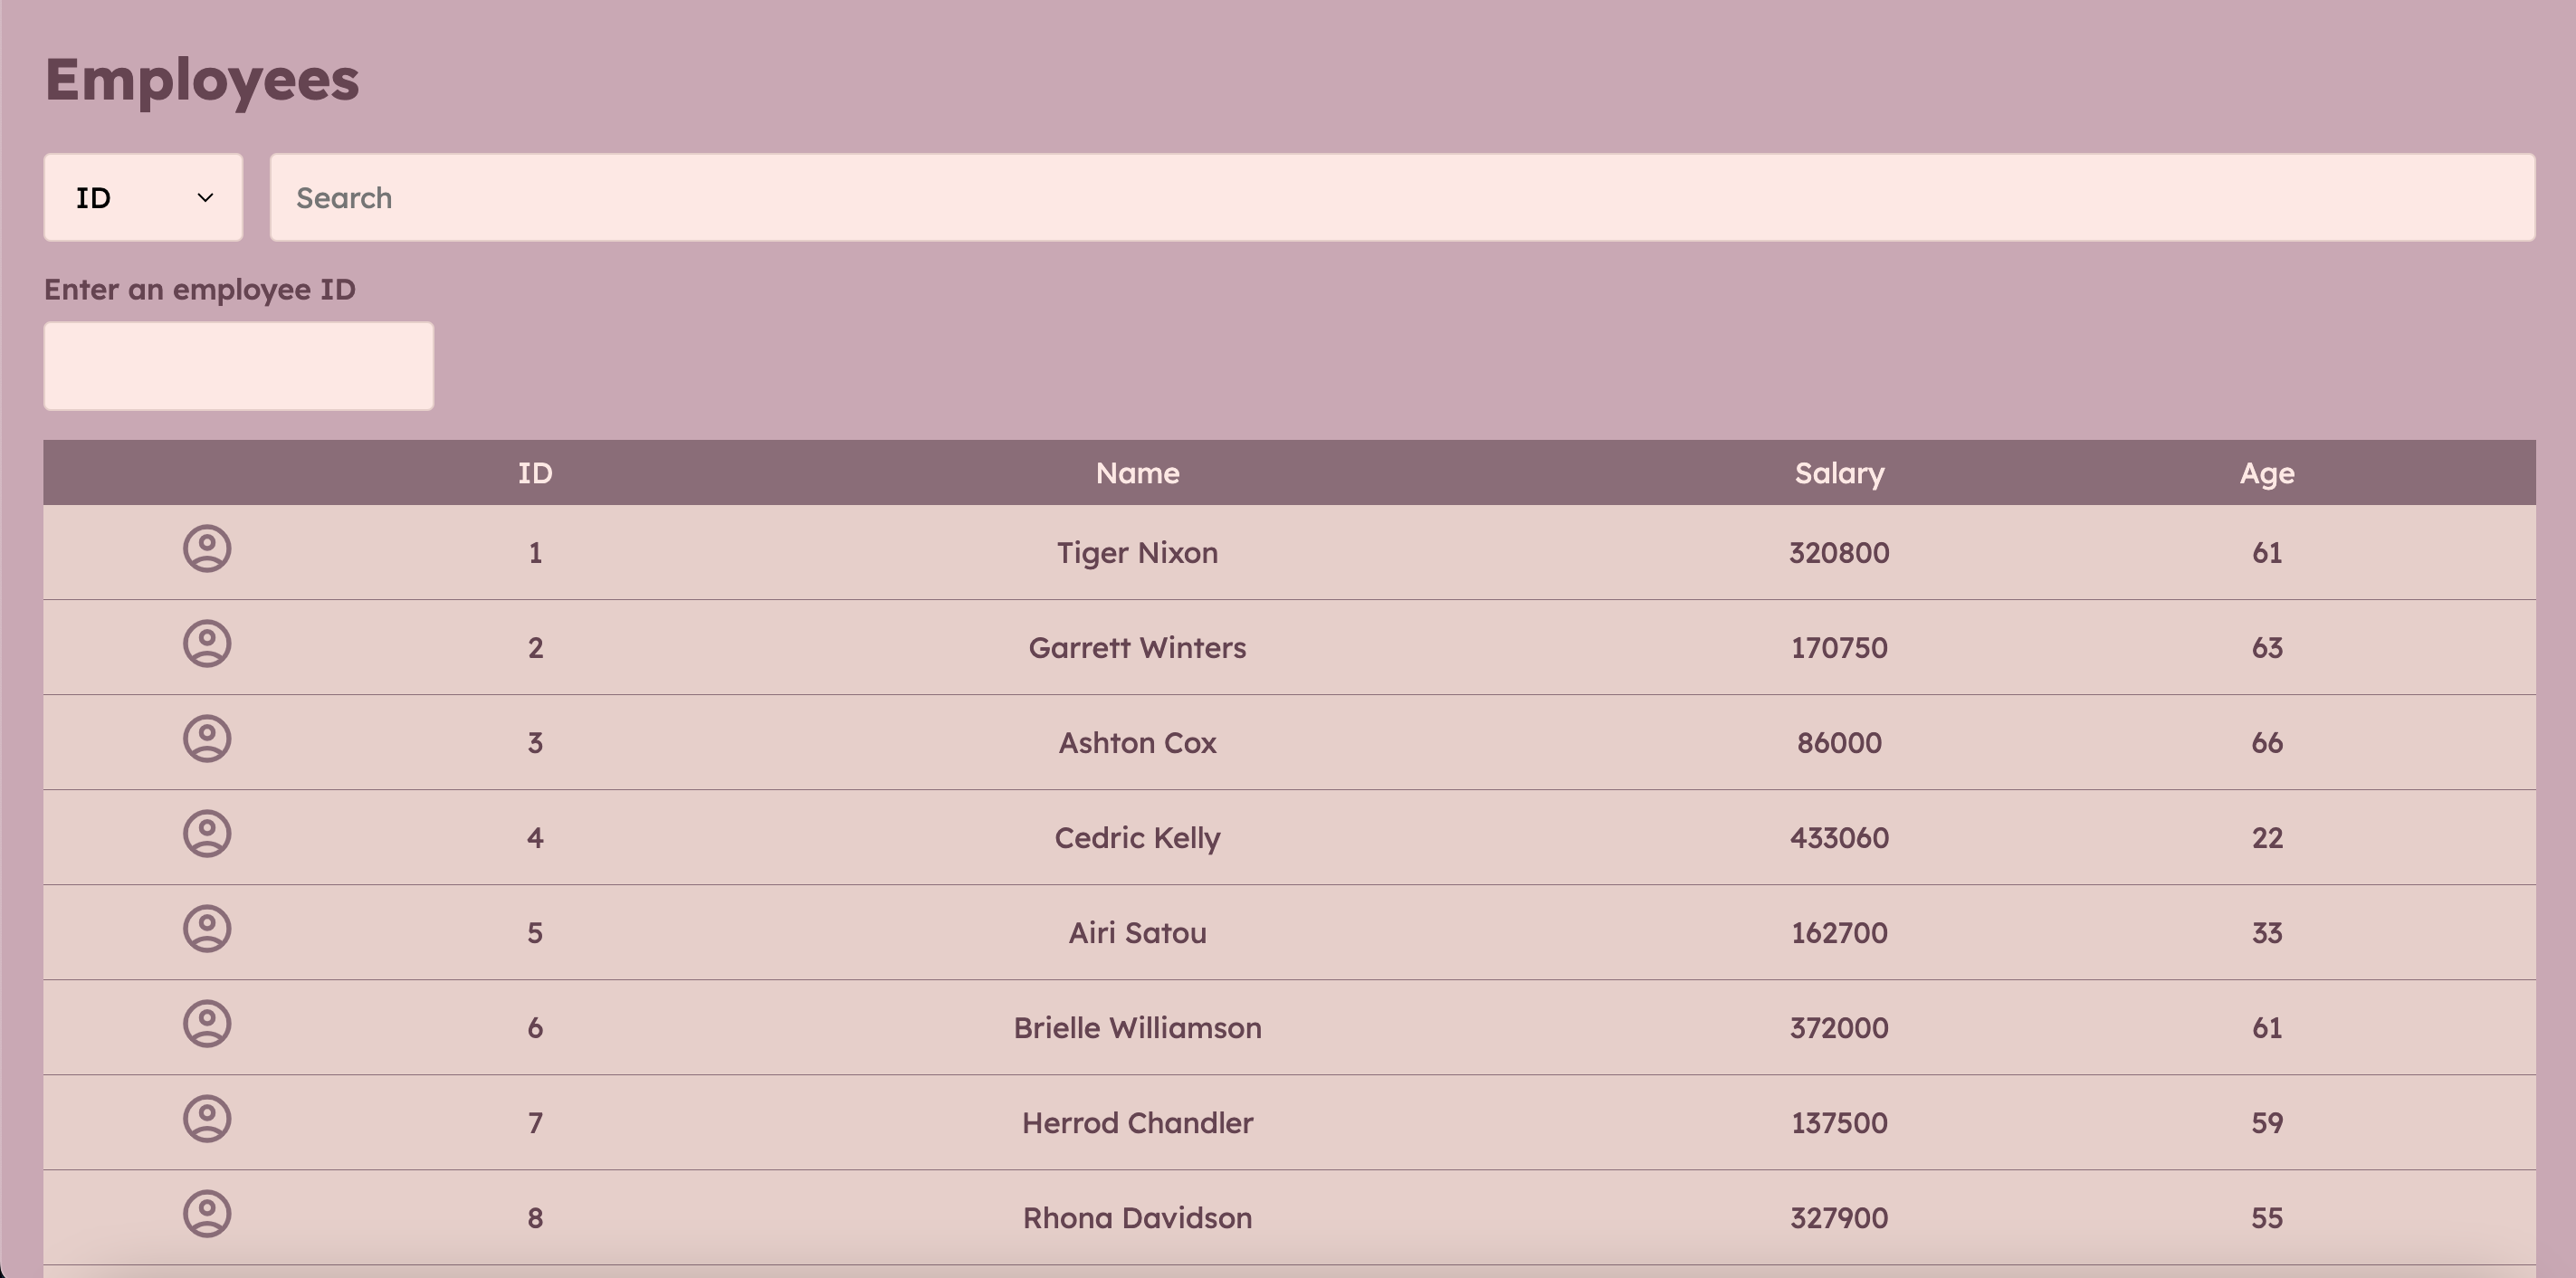 Employees
ID Search
Enter an employee ID
ID Name Salary Age
1 Tiger Nixon 320800 61
2 Garrett Winters 170750 63
3 Ashton Cox 86000 66
4 Cedric Kelly 433060 22
5 Airi Satou 162700 33
6 Brielle Williamson 372000 61
7 Herrod Chandler 137500 59
8 Rhona Davidson 327900 55